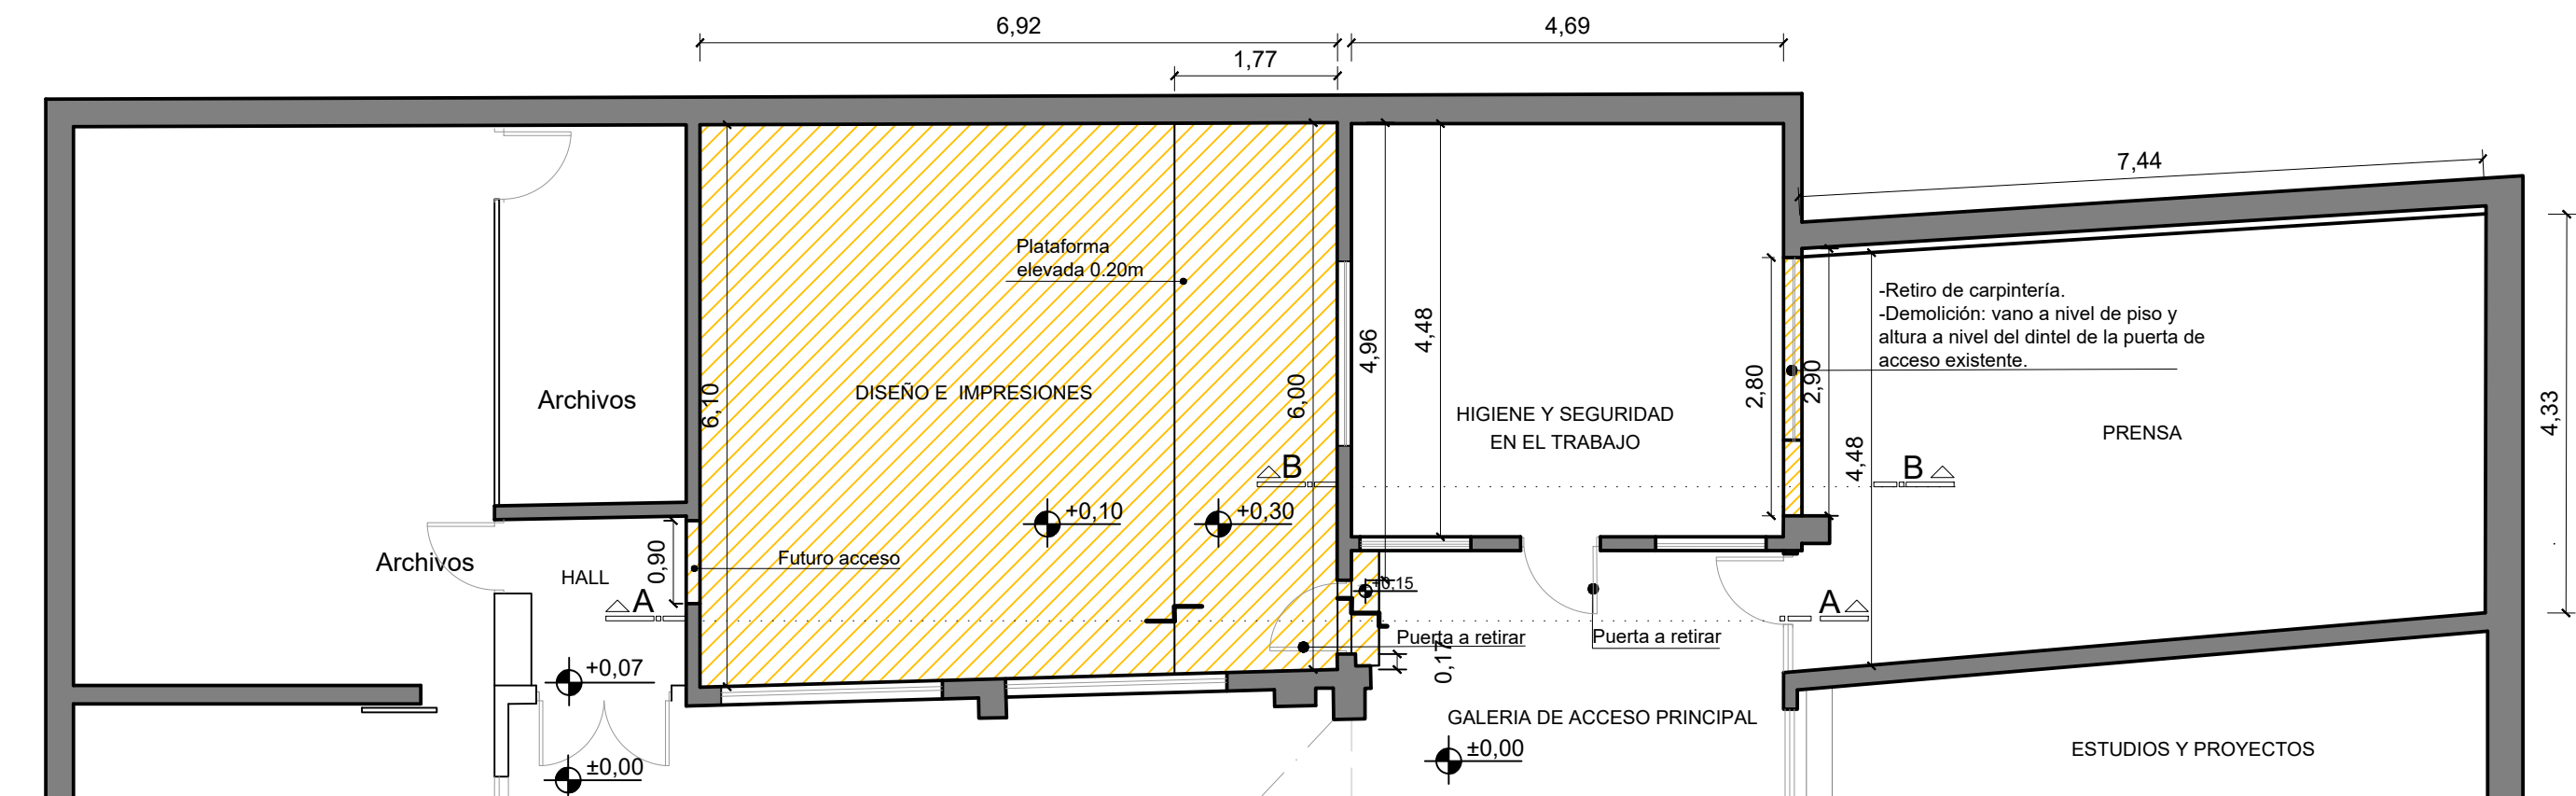 6,92
4,69
1,77
7,44
Plataforma
elevada 0.20m
-Retiro de carpintería.
-Demolición: vano a nivel de piso y
altura a nivel del dintel de la puerta de
acceso existente.
4,96
4,48
2,80
2,90
4,33
Archivos
6,10
DISEÑO E IMPRESIONES
6,00
HIGIENE Y SEGURIDAD
EN EL TRABAJO
PRENSA
4,48
B
B
+0,10
+0,30
Archivos
HALL
0,90
Futuro acceso
+0,15
A
A
Puerta a retirar
Puerta a retirar
0,17
+0,07
GALERIA DE ACCESO PRINCIPAL
±0,00
±0,00
ESTUDIOS Y PROYECTOS